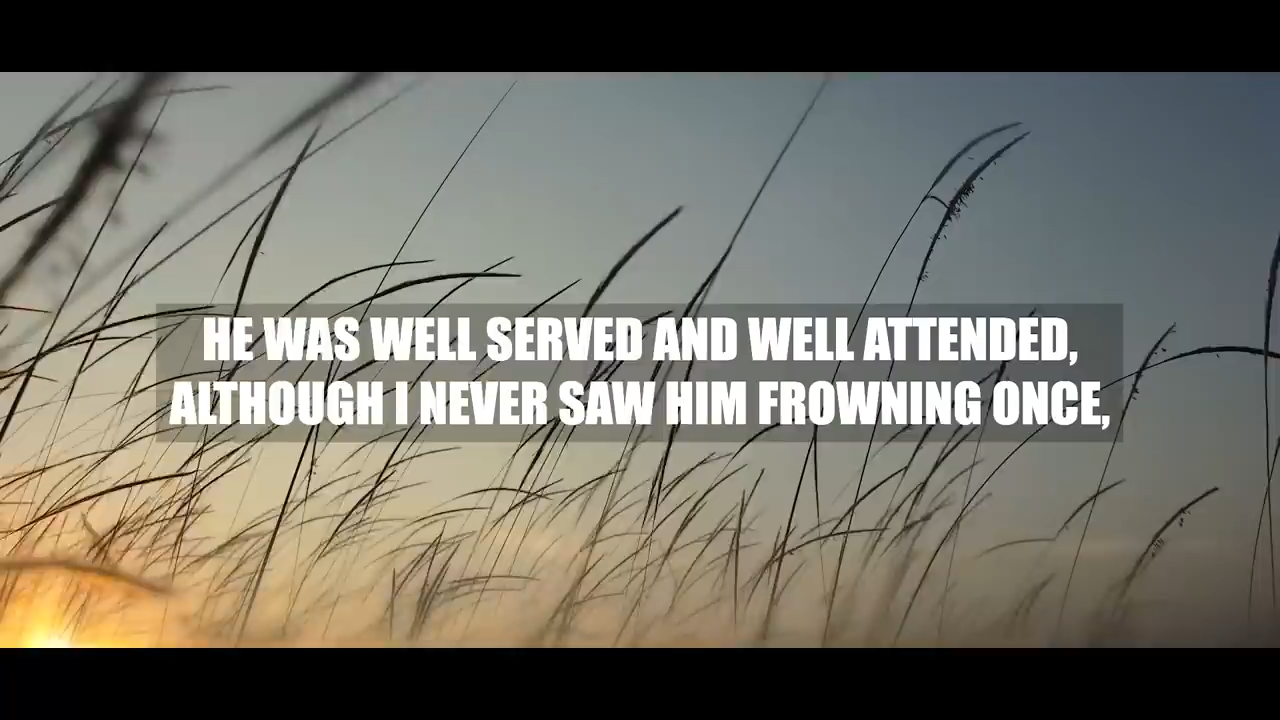 HE WAS WELL SERVED AND WELL ATTENDED,
ALTHOUGH I NEVER SAW HIM FROWNING ONCE,